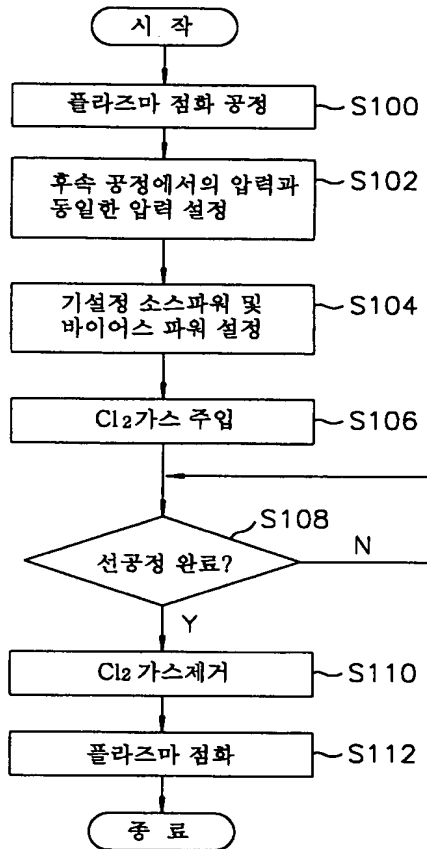 시 작
플라즈마 점화 공정
S100
후속 공정에서의 압력과
동일한 압력 설정
S102
기설정 소스파워 및
바이어스 파워 설정
S104
Cl2가스 주입
S106
S108
선공정 완료?
N
Y
Cl2 가스제거
S110
플라즈마 점화
S112
종 료